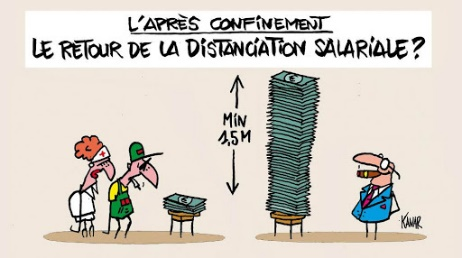 L'APRÈS CONFINEMENT
LE RETOUR DE LA DISTANCIATION SALARIALE?
MIN
1,5M
€
KANAR